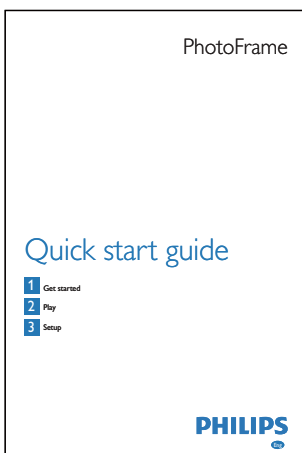 PhotoFrame
Quick start guide
1 Get started
2 Play
3 Setup
PHILIPS
Eng